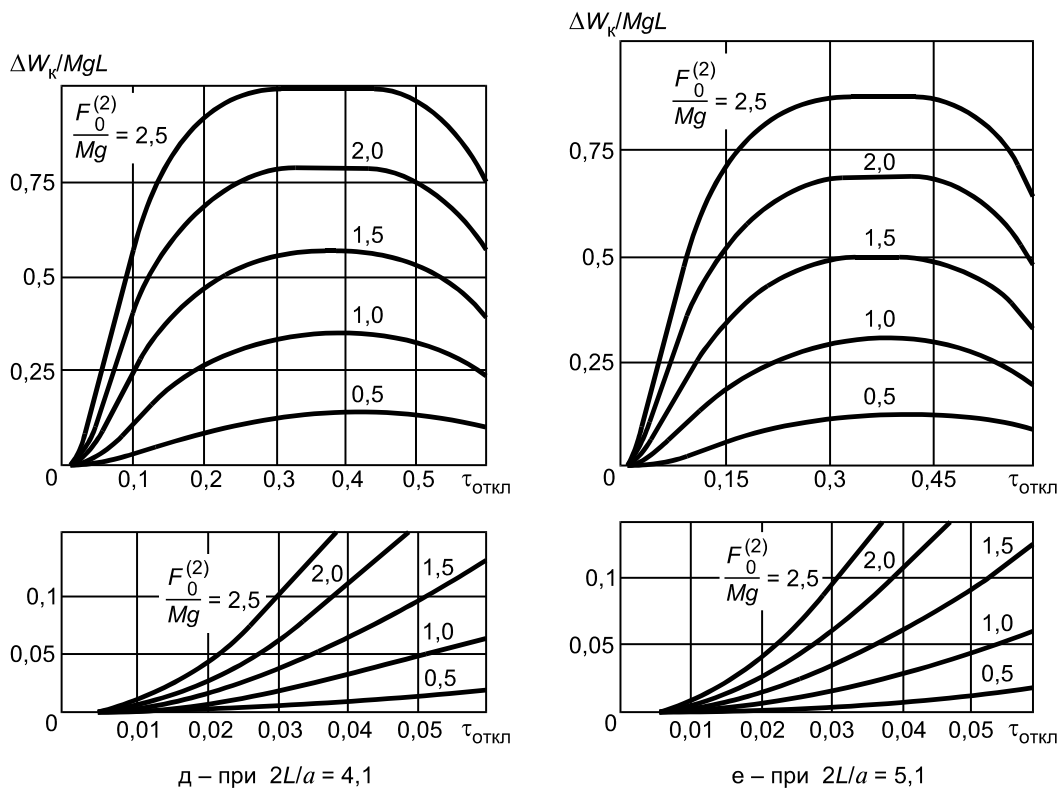 ΔWк/MgL
F0(2)/Mg = 2,5
2,0
1,5
1,0
0,5
0,75
0,5
0,25
0
0,1 0,2 0,3 0,4 0,5 τоткл
ΔWк/MgL
F0(2)/Mg = 2,5
2,0
1,5
1,0
0,5
0,75
0,5
0,25
0
0,15 0,3 0,45 τоткл
F0(2)/Mg = 2,5
2,0
1,5
1,0
0,5
0,1
0,05
0
0,01 0,02 0,03 0,04 0,05 τоткл
д – при 2L/a = 4,1
F0(2)/Mg = 2,5
2,0
1,5
1,0
0,5
0,1
0,05
0
0,01 0,02 0,03 0,04 0,05 τоткл
е – при 2L/a = 5,1